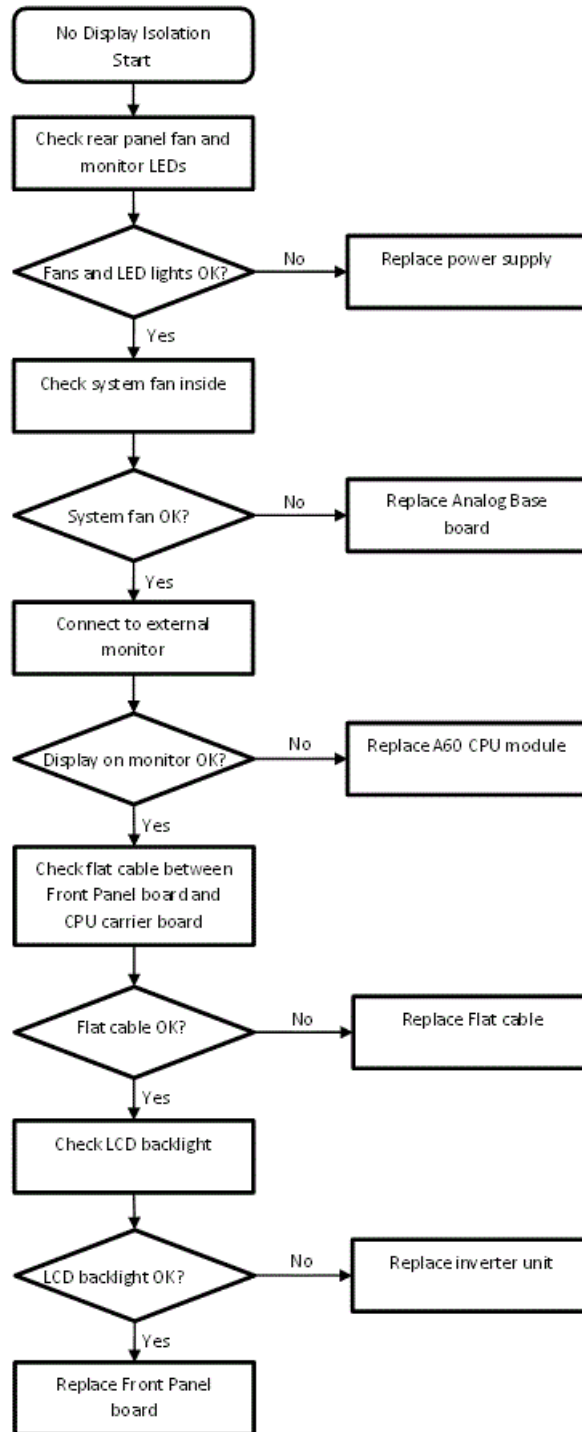 No Display Isolation
Start
Check rear panel fan and
monitor LEDs
Fans and LED lights OK?
No
Replace power supply
Yes
Check system fan inside
System fan OK?
No
Replace Analog Base
board
Yes
Connect to external
monitor
Display on monitor OK?
No
Replace A60 CPU module
Yes
Check flat cable between
Front Panel board and
CPU carrier board
Flat cable OK?
No
Replace Flat cable
Yes
Check LCD backlight
LCD backlight OK?
No
Replace inverter unit
Yes
Replace Front Panel
board